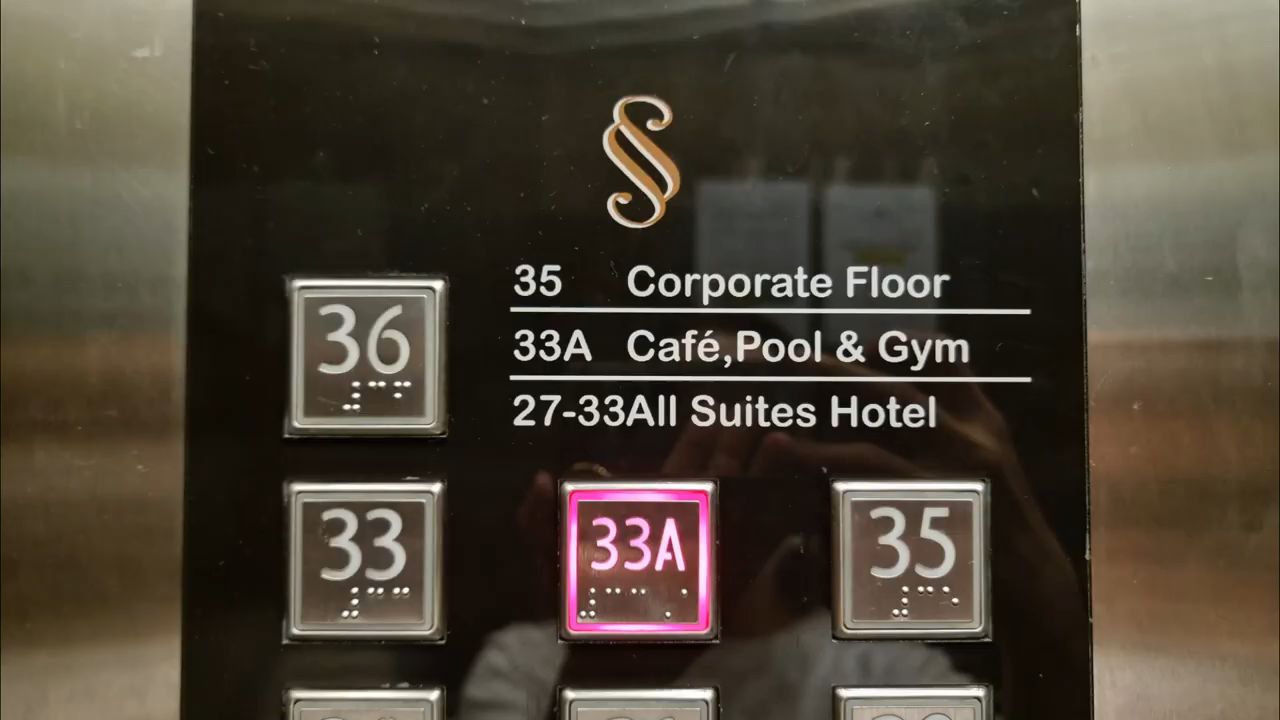 35 Corporate Floor
36
33A Café,Pool & Gym
27-33All Suites Hotel
33 33A 35